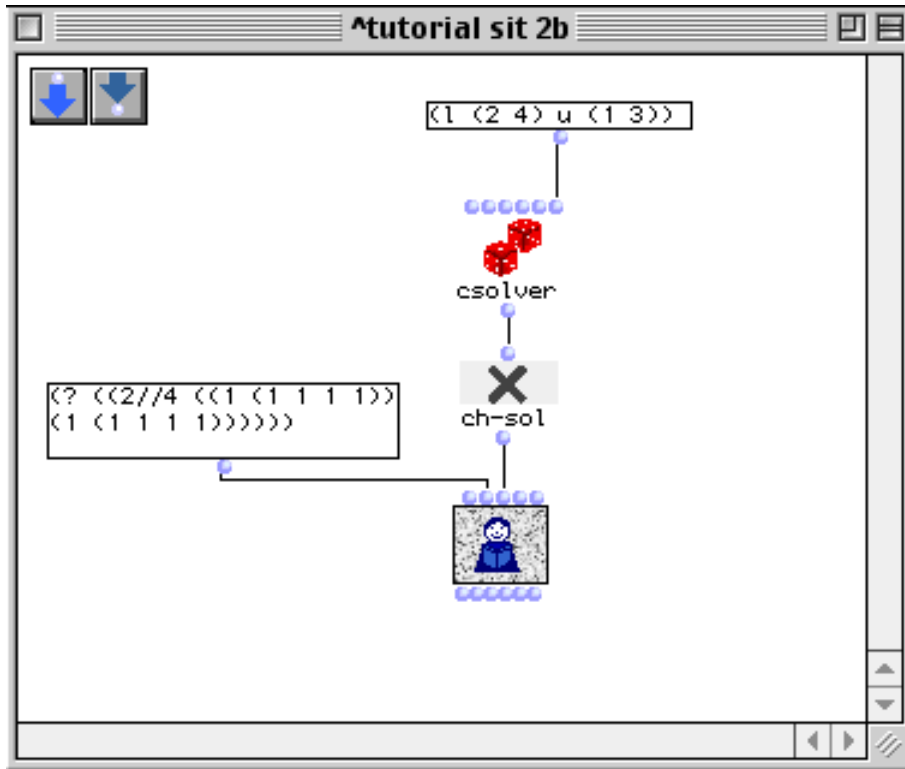 ^tutorial sit 2b
(l (2 4) u (1 3))
csolver
ch-sol
(? ((2//4 ((1 (1 1 1 1))
(1 (1 1 1 1))))))